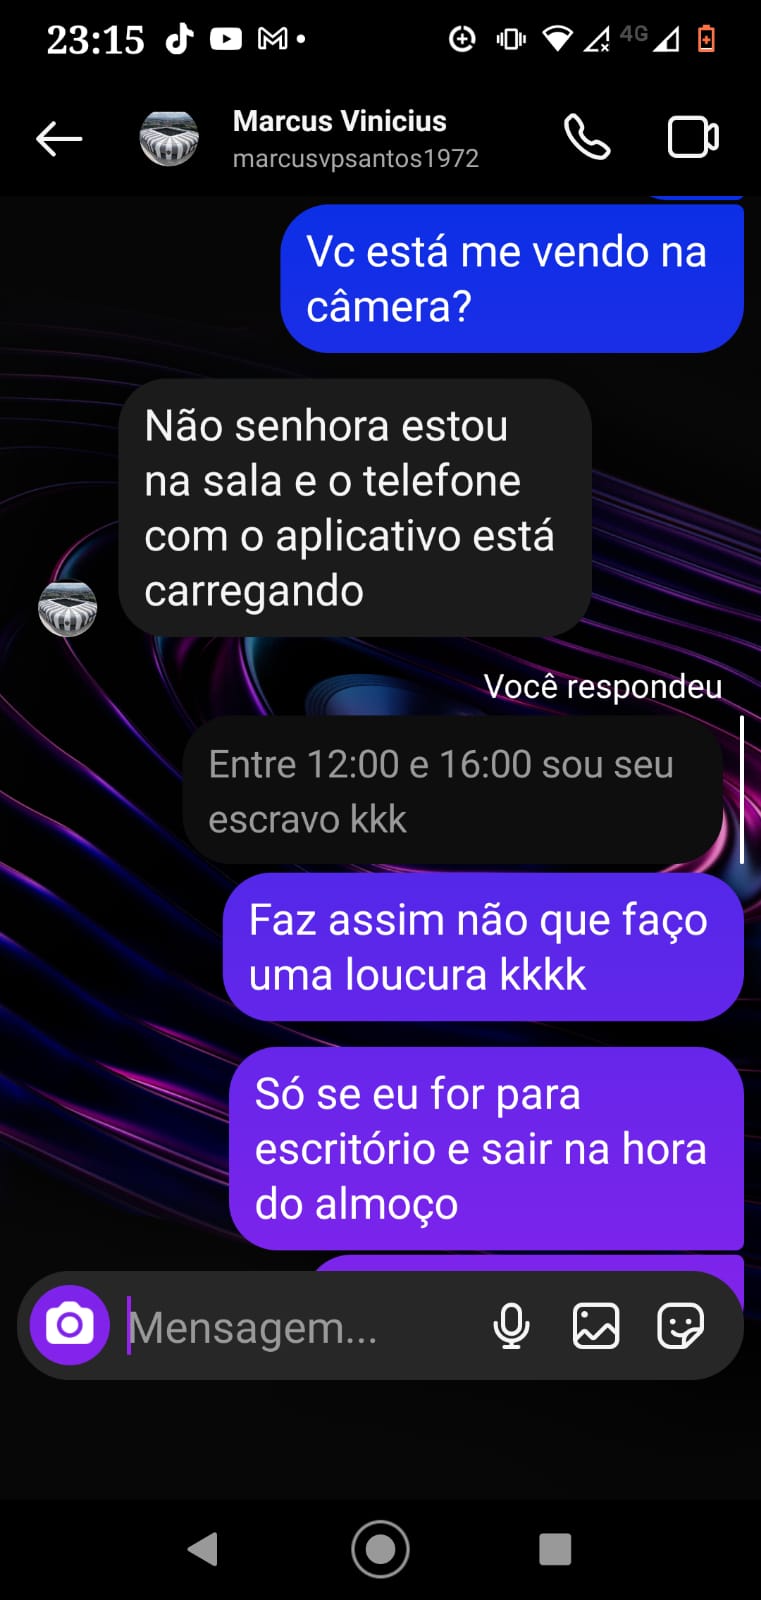 23:15
4G
Marcus Vinicius
marcusvpsantos1972
Vc está me vendo na
câmera?
Não senhora estou
na sala e o telefone
com o aplicativo está
carregando
Você respondeu
Entre 12:00 e 16:00 sou seu
escravo kkk
Faz assim não que faço
uma loucura kkkk
Só se eu for para
escritório e sair na hora
do almoço
Mensagem...